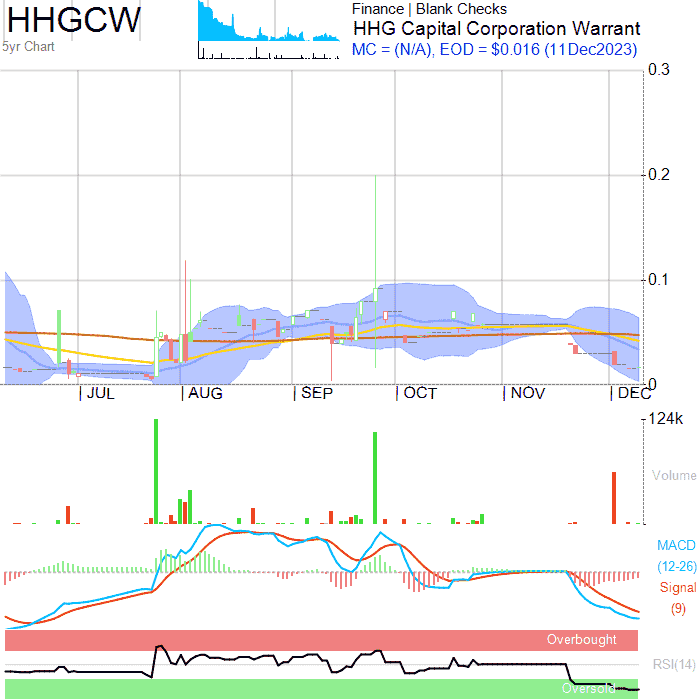 HHGCW
5yr Chart
Finance | Blank Checks
HHG Capital Corporation Warrant
MC = (N/A), EOD = $0.016 (11Dec2023)
0.3
0.2
0.1
0
JUL
AUG
SEP
OCT
NOV
DEC
124k
Volume
MACD
(12-26)
Signal
(9)
Overbought
RSI(14)
Oversold